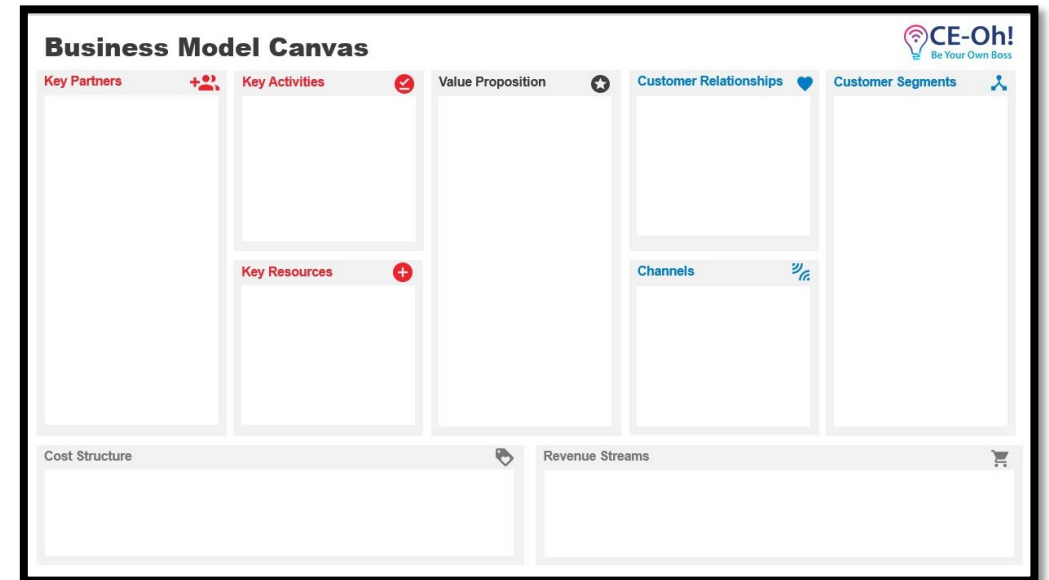 Business Model Canvas
CE-Oh!
Be Your Own Boss
Key Partners
Key Activities
Value Proposition
Customer Relationships
Customer Segments
Key Resources
Channels
Cost Structure
Revenue Streams